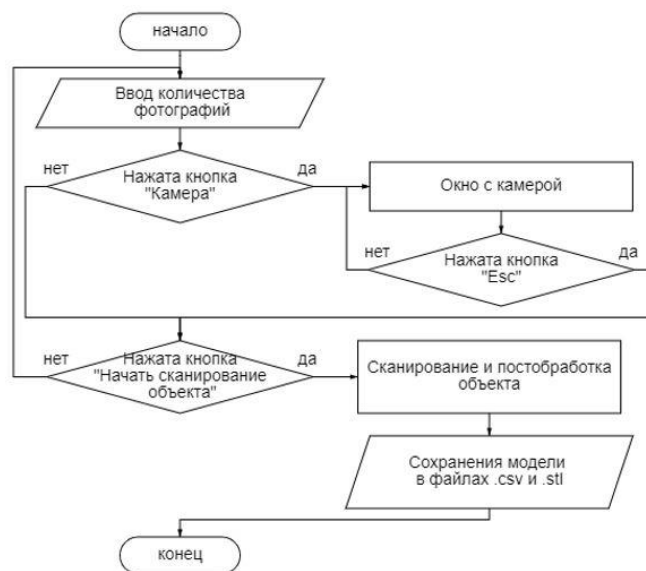 начало
Ввод количества
фотографий
нет
Нажата кнопка
"Камера"
да
Окно с камерой
нет
Нажата кнопка
"Esc"
да
нет
Нажата кнопка
"Начать сканирование
объекта"
да
Сканирование и постобработка
объекта
Сохранения модели
в файлах .csv и .stl
конец